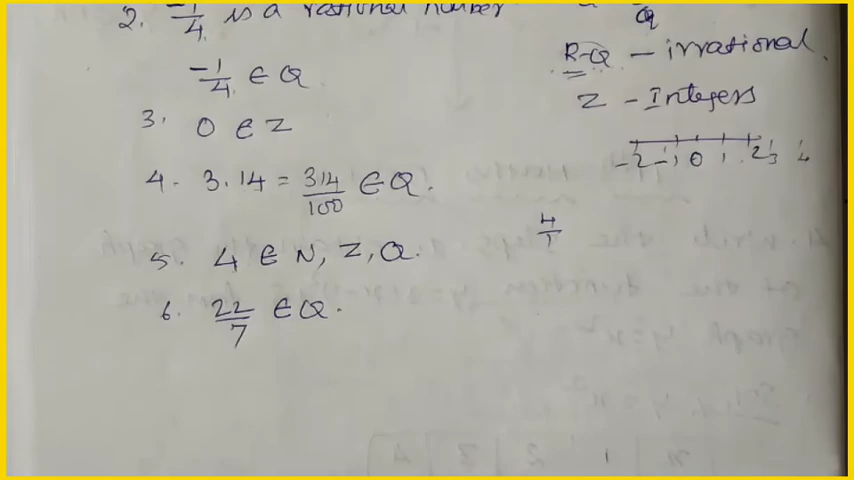 2. -1/4 is a rational number
-1/4 ∈ Q
3. 0 ∈ Z
4. 3.14 = 314/100 ∈ Q.
5. 4 ∈ N, Z, Q.
6. 22/7 ∈ Q.
Q
R-Q - irrational.
Z - Integers
-2 -1 0 1 2 3 4
4/1